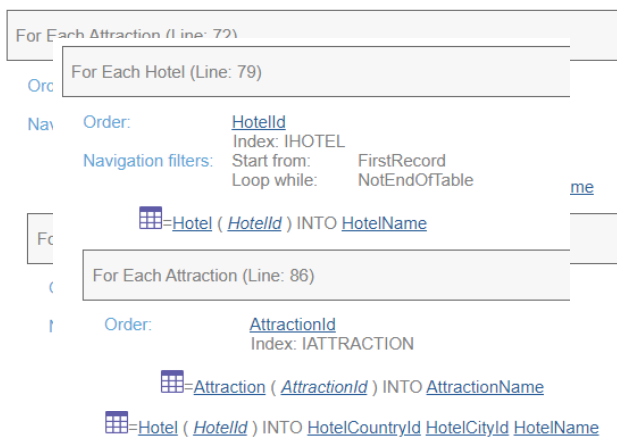 For Each Attraction (Line: 72)
For Each Hotel (Line: 79)
Order: HotelId
Index: IHOTEL
Navigation filters: Start from: FirstRecord
Loop while: NotEndOfTable
me
=Hotel ( HotelId ) INTO HotelName
For Each Attraction (Line: 86)
Order: AttractionId
Index: IATTRACTION
=Attraction ( AttractionId ) INTO AttractionName
=Hotel ( HotelId ) INTO HotelCountryId HotelCityId HotelName